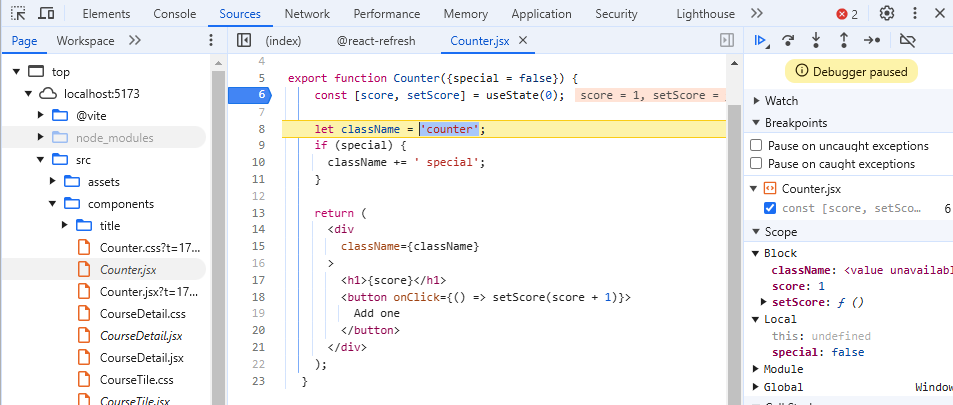 Elements Console Sources Network Performance Memory Application Security Lighthouse 2
Page Workspace
top
localhost:5173
@vite
node_modules
src
assets
components
title
Counter.css?t=17...
Counter.jsx
Counter.jsx?t=17...
CourseDetail.css
CourseDetail.jsx
CourseDetail.jsx
CourseTile.css
CourseTile.jsx
(index) @react-refresh Counter.jsx
4
5 export function Counter({special = false}) {
6 const [score, setScore] = useState(0); score = 1, setScore =
7
8 let className = 'counter';
9 if (special) {
10 className += ' special';
11 }
12
13 return (
14 <div
15 className={className}
16 >
17 <h1>{score}</h1>
18 <button onClick={() => setScore(score + 1)}>
19 Add one
20 </button>
21 </div>
22 );
23 }
Debugger paused
Watch
Breakpoints
Pause on uncaught exceptions
Pause on caught exceptions
Counter.jsx
const [score, setSco... 6
Scope
Block
className: <value unavailabl
score: 1
setScore: ƒ ()
Local
this: undefined
special: false
Module
Global Window